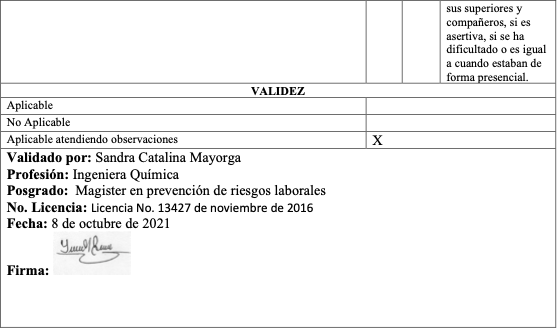 sus superiores y
compañeros, si es
asertiva, si se ha
dificultado o es igual
a cuando estaban de
forma presencial.
VALIDEZ
Aplicable
No Aplicable
Aplicable atendiendo observaciones X
Validado por: Sandra Catalina Mayorga
Profesión: Ingeniera Química
Posgrado: Magister en prevención de riesgos laborales
No. Licencia: Licencia No. 13427 de noviembre de 2016
Fecha: 8 de octubre de 2021
Firma: